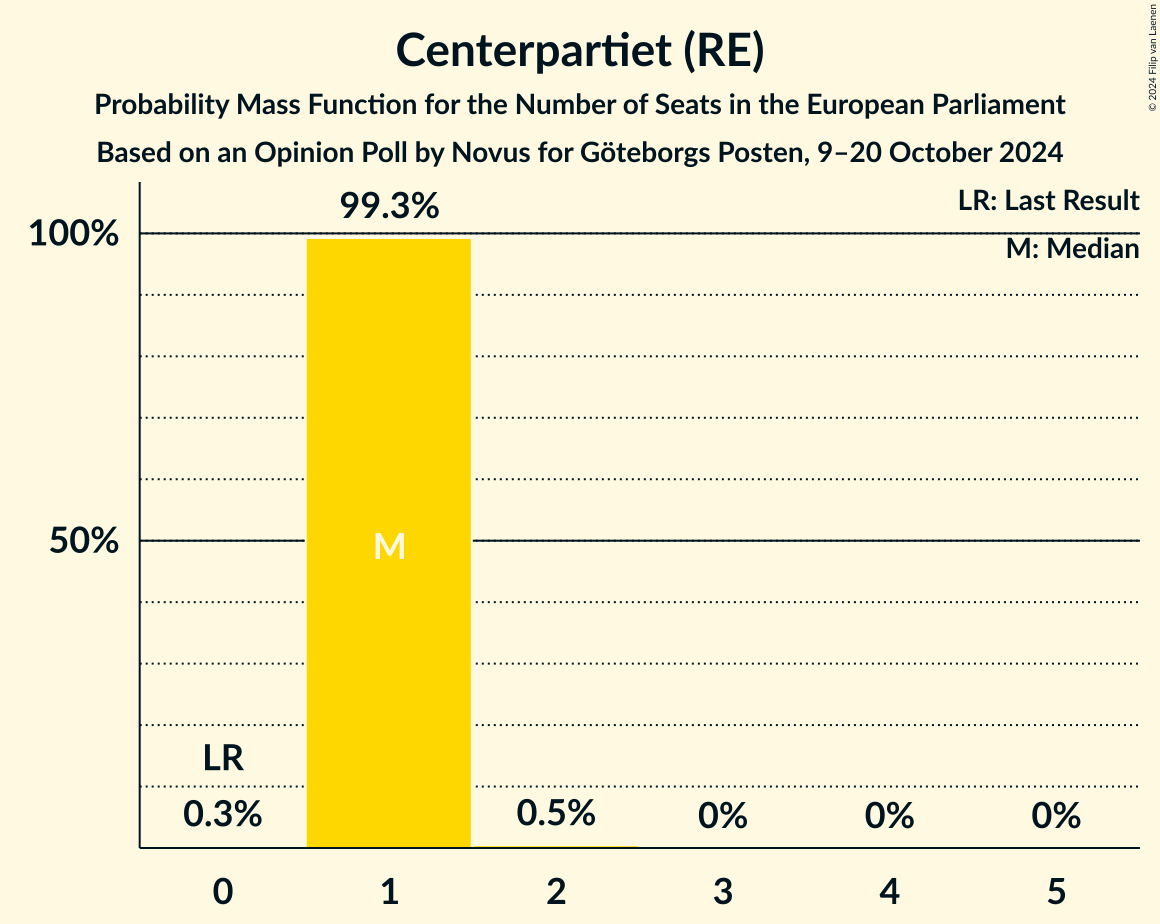 Centerpartiet (RE)
Probability Mass Function for the Number of Seats in the European Parliament
Based on an Opinion Poll by Novus for Göteborgs Posten, 9–20 October 2024
© 2024 Filip van Laenen
LR: Last Result
M: Median
99.3%
100%
50%
M
LR
0.3%
0.5%
0%
0%
0%
0
1
2
3
4
5